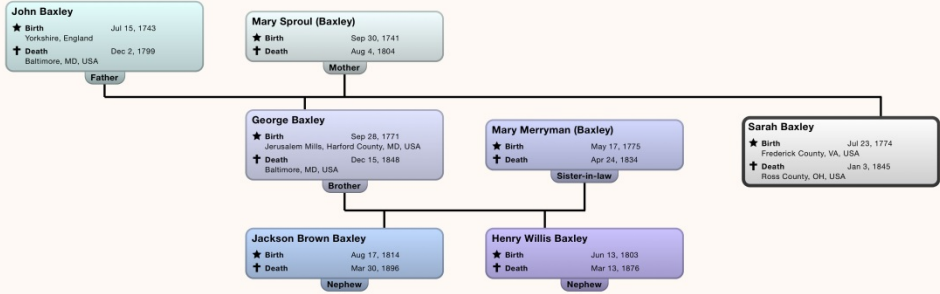 John Baxley
★ Birth Jul 15, 1743
Yorkshire, England
✝ Death Dec 2, 1799
Baltimore, MD, USA
Father
Mary Sproul (Baxley)
★ Birth Sep 30, 1741
✝ Death Aug 4, 1804
Mother
George Baxley
★ Birth Sep 28, 1771
Jerusalem Mills, Harford County, MD, USA
✝ Death Dec 15, 1848
Baltimore, MD, USA
Brother
Mary Merryman (Baxley)
★ Birth May 17, 1775
✝ Death Apr 24, 1834
Sister-in-law
Sarah Baxley
★ Birth Jul 23, 1774
Frederick County, VA, USA
✝ Death Jan 3, 1845
Ross County, OH, USA
Jackson Brown Baxley
★ Birth Aug 17, 1814
✝ Death Mar 30, 1896
Nephew
Henry Willis Baxley
★ Birth Jun 13, 1803
✝ Death Mar 13, 1876
Nephew